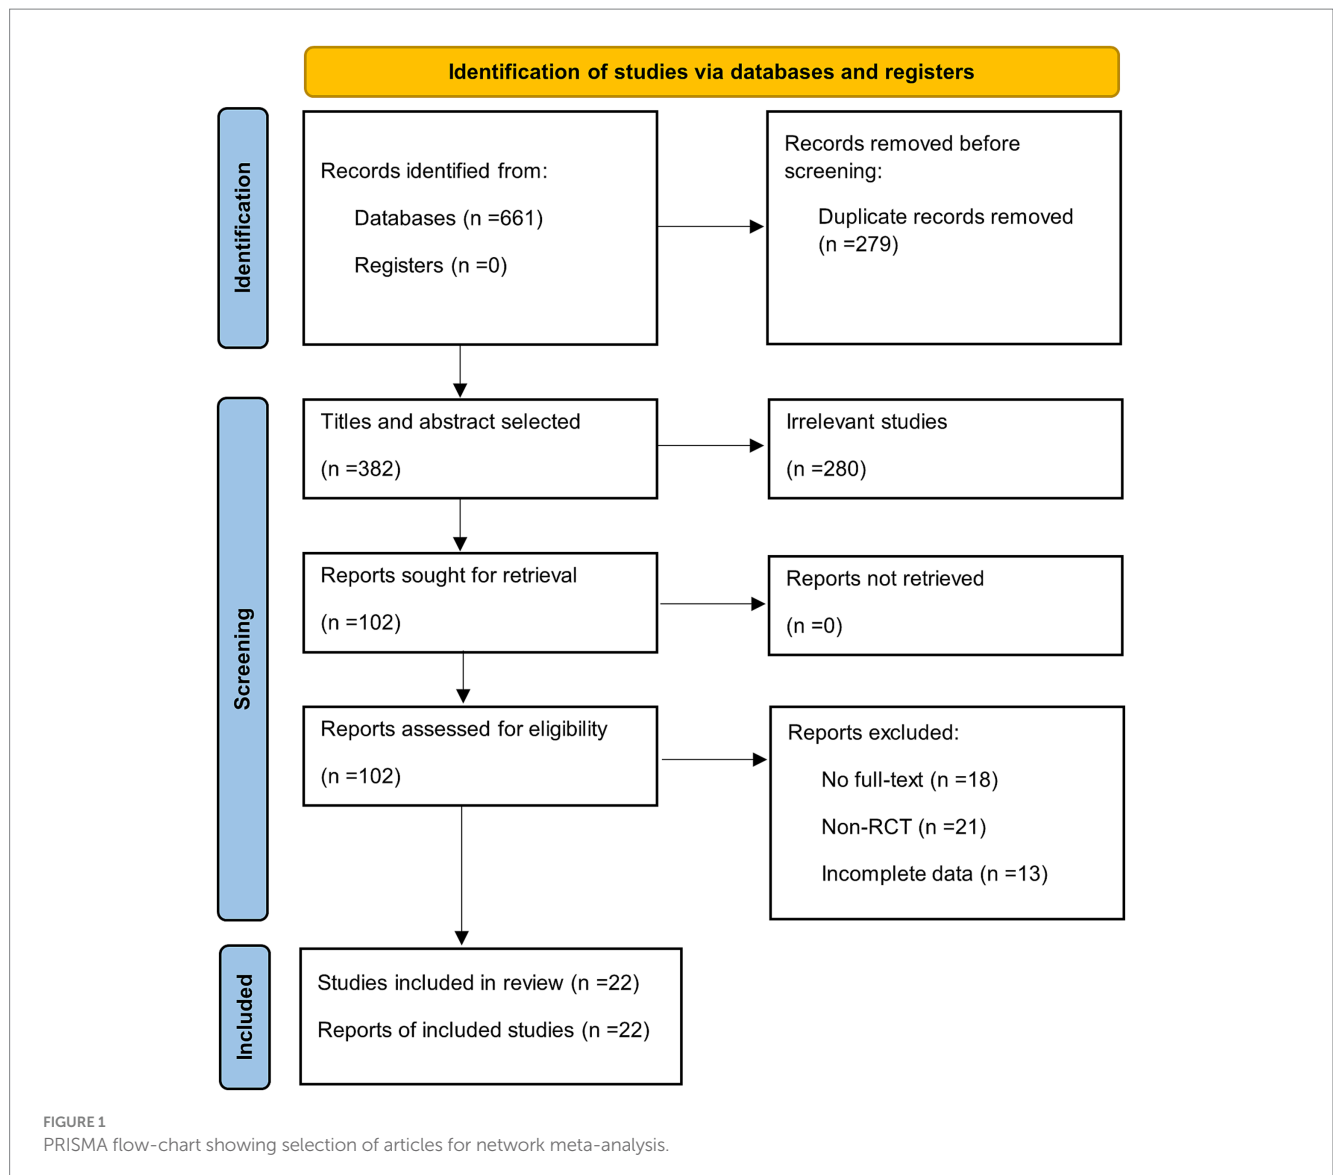 Identification of studies via databases and registers
Identification
Records identified from:
Databases (n =661)
Registers (n =0)
Records removed before
screening:
Duplicate records removed
(n =279)
Screening
Titles and abstract selected
(n =382)
Irrelevant studies
(n =280)
Reports sought for retrieval
(n =102)
Reports not retrieved
(n =0)
Reports assessed for eligibility
(n =102)
Reports excluded:
No full-text (n =18)
Non-RCT (n =21)
Incomplete data (n =13)
Included
Studies included in review (n =22)
Reports of included studies (n =22)
FIGURE 1
PRISMA flow-chart showing selection of articles for network meta-analysis.